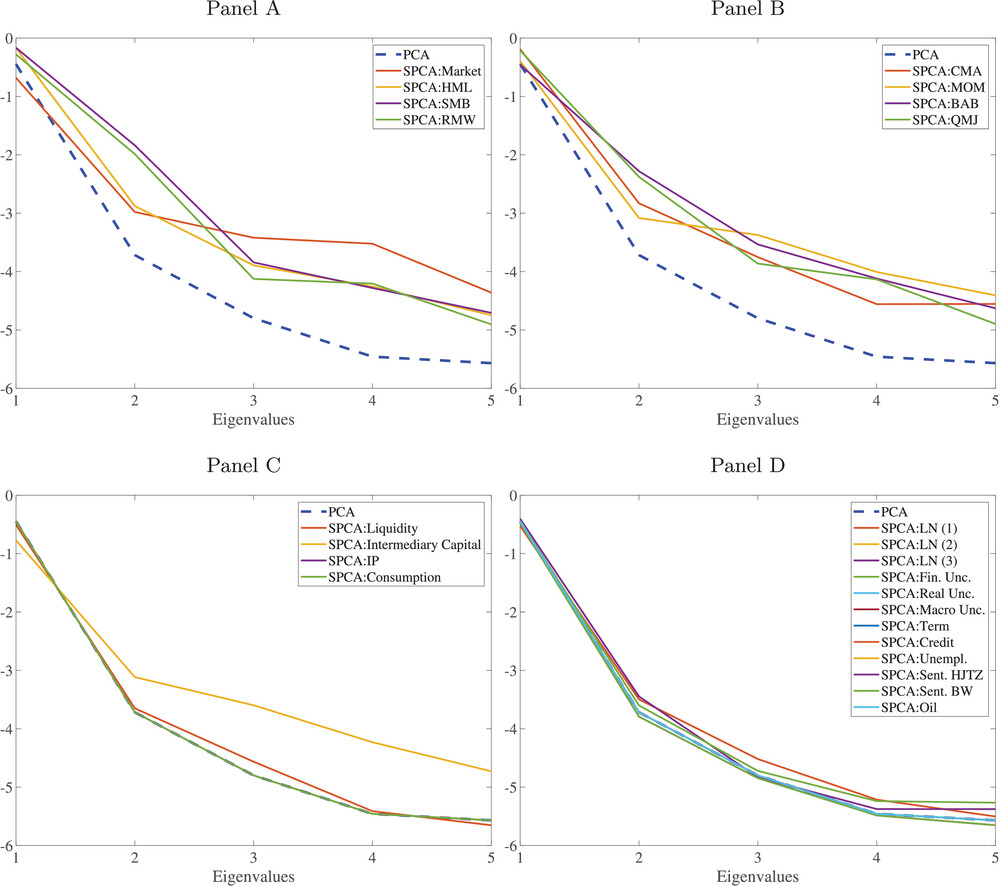 Panel A
0
-1
-2
-3
-4
-5
-6
1
2
3
4
5
Eigenvalues
PCA
SPCA:Market
SPCA:HML
SPCA:SMB
SPCA:RMW
Panel B
0
-1
-2
-3
-4
-5
-6
1
2
3
4
5
Eigenvalues
PCA
SPCA:CMA
SPCA:MOM
SPCA:BAB
SPCA:QMJ
Panel C
0
-1
-2
-3
-4
-5
-6
1
2
3
4
5
Eigenvalues
PCA
SPCA:Liquidity
SPCA:Intermediary Capital
SPCA:IP
SPCA:Consumption
Panel D
0
-1
-2
-3
-4
-5
-6
1
2
3
4
5
Eigenvalues
PCA
SPCA:LN (1)
SPCA:LN (2)
SPCA:LN (3)
SPCA:Fin. Unc.
SPCA:Real Unc.
SPCA:Macro Unc.
SPCA:Term
SPCA:Credit
SPCA:Unempl.
SPCA:Sent. HJTZ
SPCA:Sent. BW
SPCA:Oil